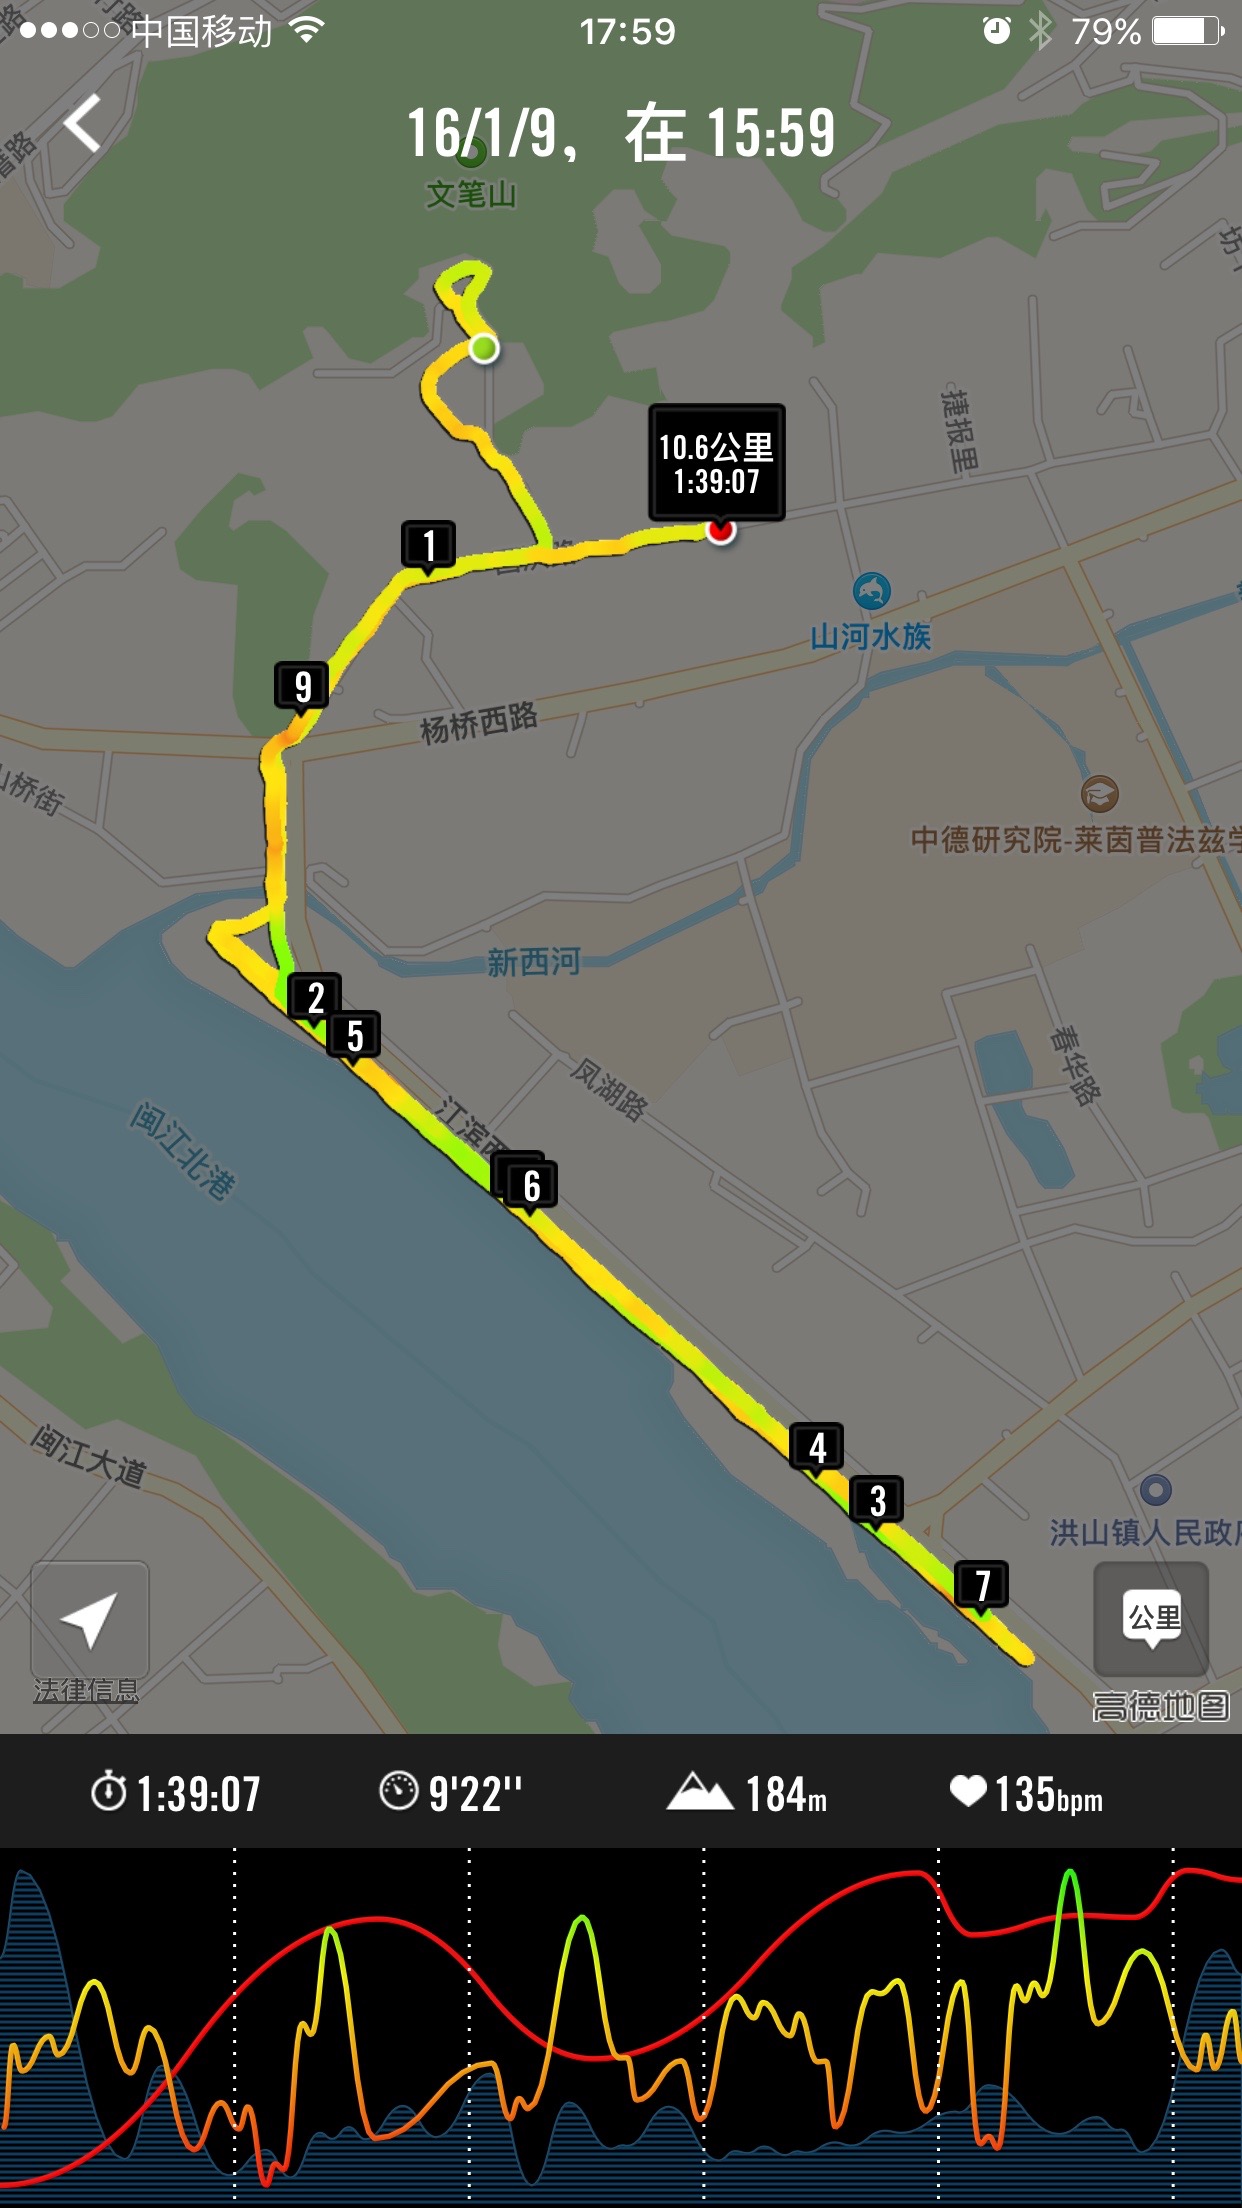 中国移动
17:59
79%
16/1/9，在 15:59
文笔山
捷报里
10.6公里
1:39:07
1
山河水族
9
杨桥西路
山桥街
中德研究院-莱茵普法兹学
新西河
2
5
春华路
凤湖路
江滨西
闽江北港
6
4
闽江大道
3
洪山镇人民政府
7
公里
法律信息
高德地图
1:39:07
9'22''
184m
135bpm